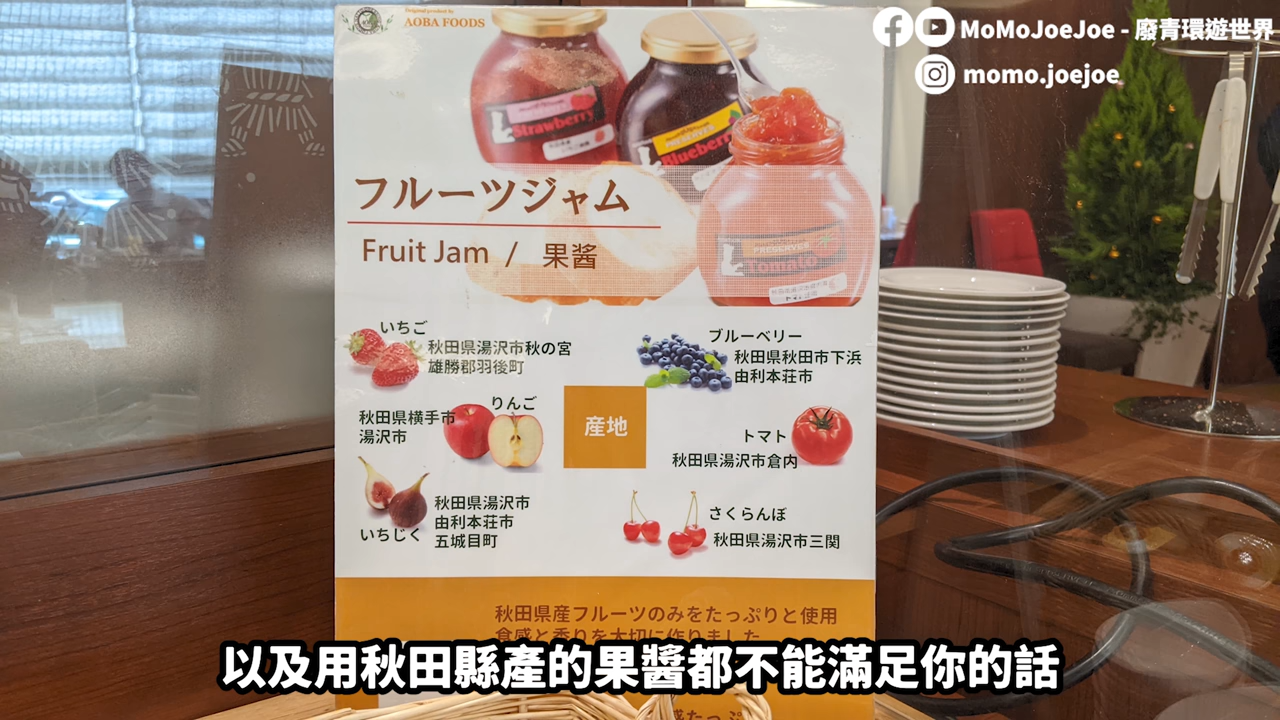 Original product by
AOBA FOODS
MoMoJoeJoe - 廢青環遊世界
momo.joejoe
Strawberry
Blueberry
PRESERVES
Tomato
フルーツジャム
Fruit Jam / 果醤
いちご
秋田県湯沢市秋の宮
雄勝郡羽後町
ブルーベリー
秋田県秋田市下浜
由利本荘市
りんご
秋田県横手市
湯沢市
産地
トマト
秋田県湯沢市倉内
いちじく
秋田県湯沢市
由利本荘市
五城目町
さくらんぼ
秋田県湯沢市三関
秋田県産フルーツのみをたっぷりと使用
食感と香りを大切に作りました
以及用秋田縣產的果醬都不能滿足你的話